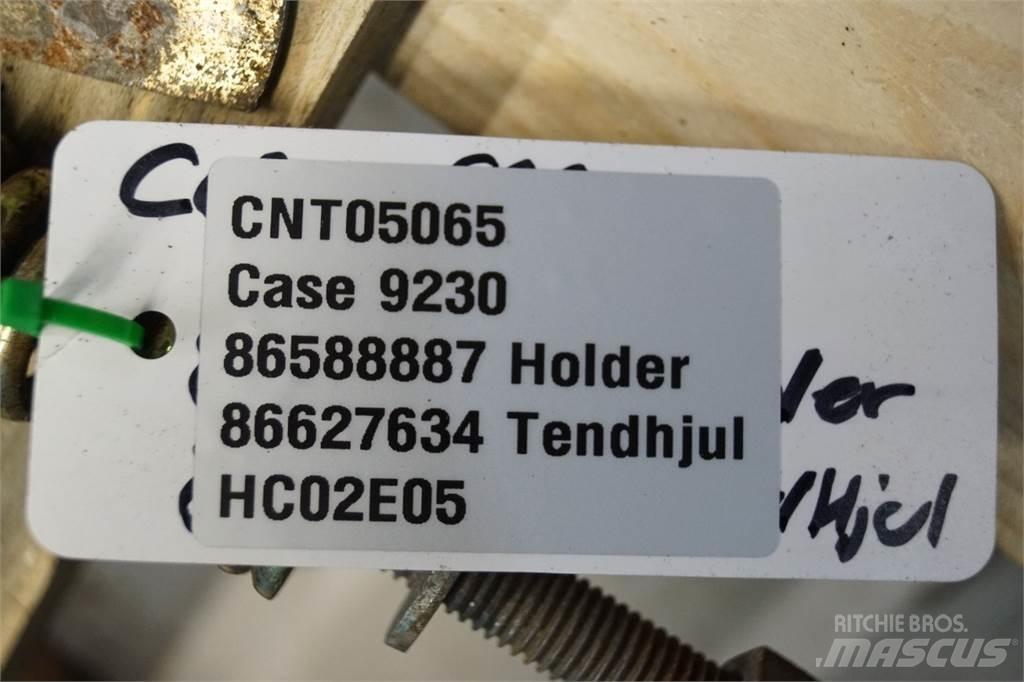 CNT05065
Case 9230
86588887 Holder
86627634 Tendhjul
HC02E05
RITCHIE BROS.
MASCUS